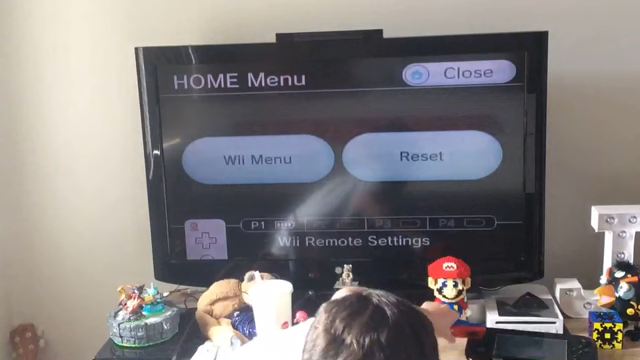 HOME Menu
Close
Wii Menu
Reset
P1
P3
P4
Wii Remote Settings